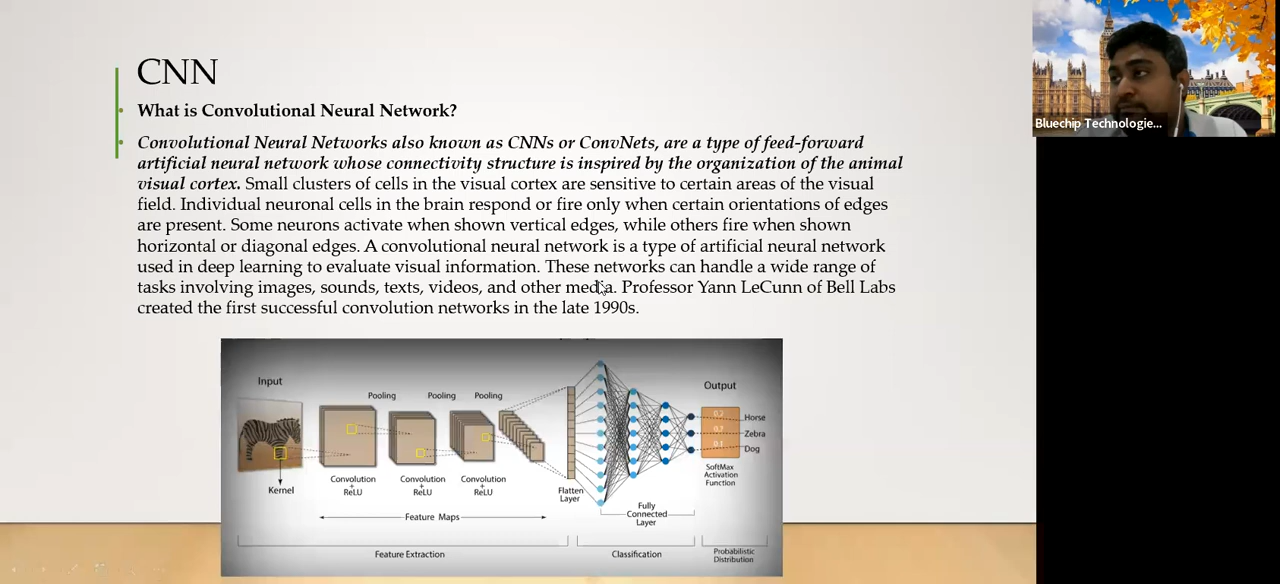 CNN
What is Convolutional Neural Network?
Convolutional Neural Networks also known as CNNs or ConvNets, are a type of feed-forward
artificial neural network whose connectivity structure is inspired by the organization of the animal
visual cortex. Small clusters of cells in the visual cortex are sensitive to certain areas of the visual
field. Individual neuronal cells in the brain respond or fire only when certain orientations of edges
are present. Some neurons activate when shown vertical edges, while others fire when shown
horizontal or diagonal edges. A convolutional neural network is a type of artificial neural network
used in deep learning to evaluate visual information. These networks can handle a wide range of
tasks involving images, sounds, texts, videos, and other media. Professor Yann LeCunn of Bell Labs
created the first successful convolution networks in the late 1990s.
Bluechip Technologie...
Input
Output
Pooling Pooling Pooling
0.2 Horse
0.7 Zebra
0.1 Dog
Kernel
Convolution
+
ReLU
Convolution
+
ReLU
Convolution
+
ReLU
Flatten
Layer
SoftMax
Activation
Function
Fully
Connected
Layer
Feature Maps
Feature Extraction
Classification
Probabilistic
Distribution